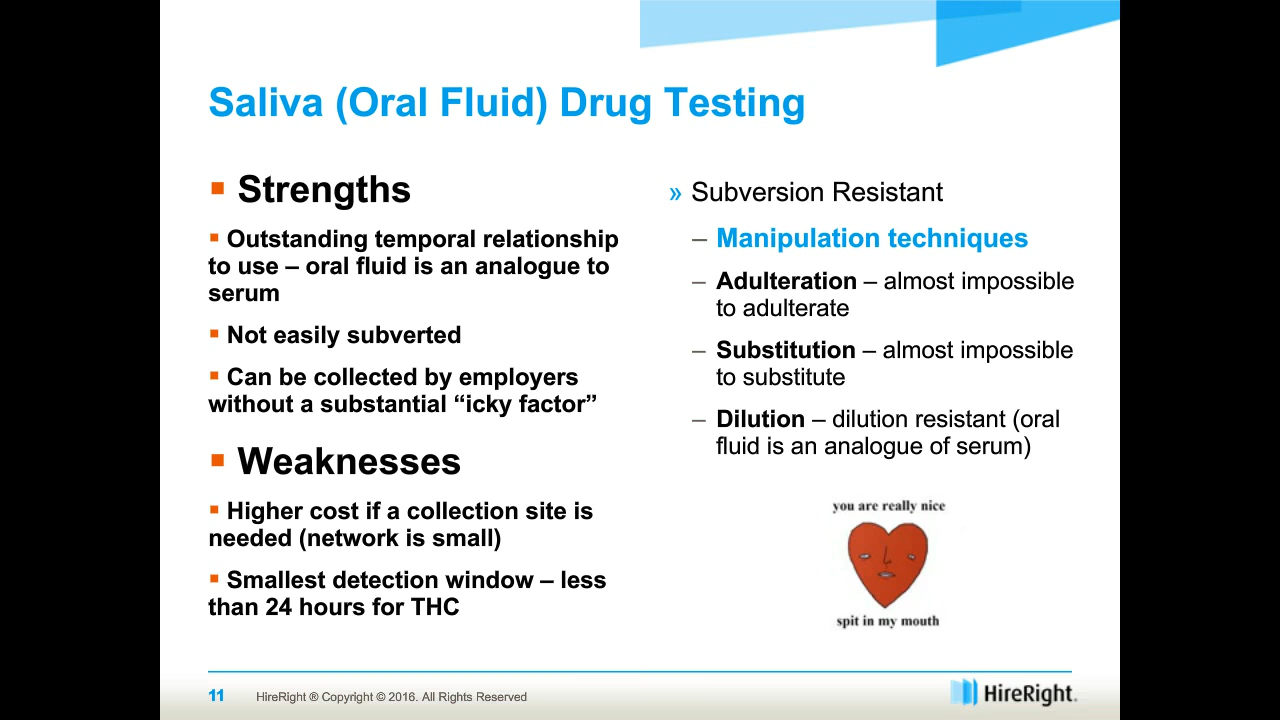 Saliva (Oral Fluid) Drug Testing
▪ Strengths
▪ Outstanding temporal relationship
to use – oral fluid is an analogue to
serum
▪ Not easily subverted
▪ Can be collected by employers
without a substantial “icky factor”
▪ Weaknesses
▪ Higher cost if a collection site is
needed (network is small)
▪ Smallest detection window – less
than 24 hours for THC
» Subversion Resistant
– Manipulation techniques
– Adulteration – almost impossible
to adulterate
– Substitution – almost impossible
to substitute
– Dilution – dilution resistant (oral
fluid is an analogue of serum)
you are really nice
spit in my mouth
11 HireRight ® Copyright © 2016. All Rights Reserved
HireRight.